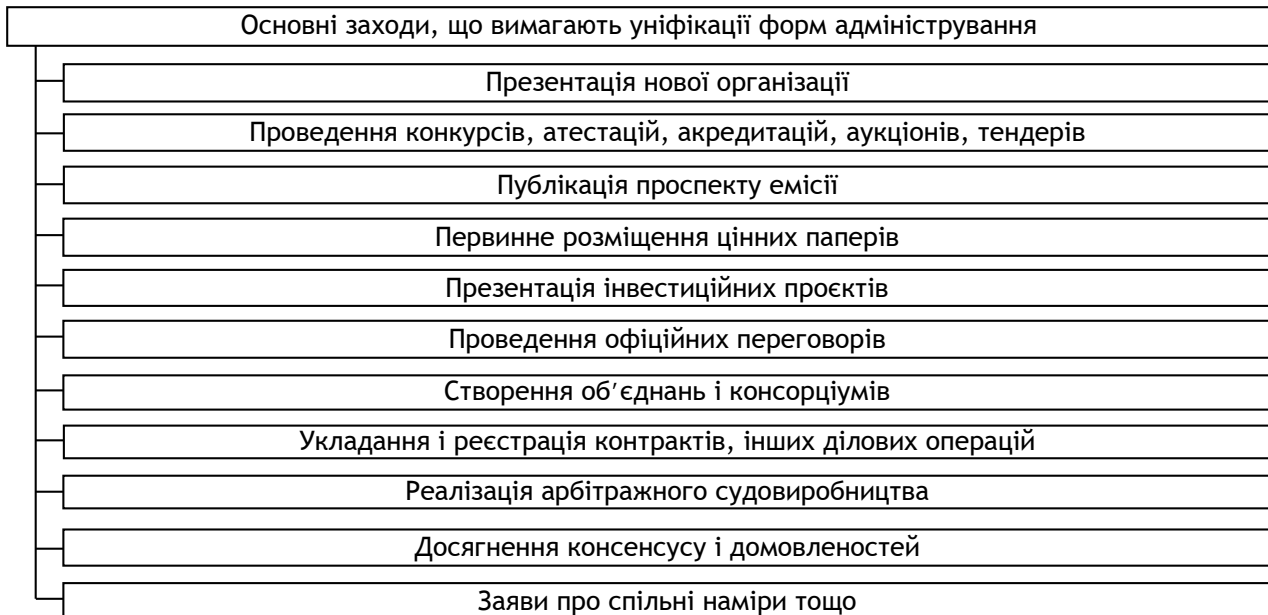 Основні заходи, що вимагають уніфікації форм адміністрування
Презентація нової організації
Проведення конкурсів, атестацій, акредитацій, аукціонів, тендерів
Публікація проспекту емісії
Первинне розміщення цінних паперів
Презентація інвестиційних проєктів
Проведення офіційних переговорів
Створення об′єднань і консорціумів
Укладання і реєстрація контрактів, інших ділових операцій
Реалізація арбітражного судовиробництва
Досягнення консенсусу і домовленостей
Заяви про спільні наміри тощо